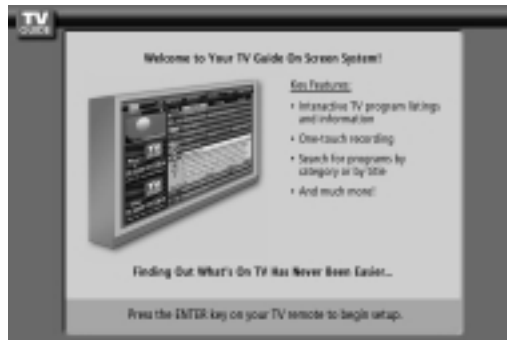 TV
GUIDE
Welcome to Your TV Guide On Screen System!
Key Features:
• Interactive TV program listings
and information
• One-touch recording
• Search for programs by
category or by title
• And much more!
Finding Out What's On TV Has Never Been Easier...
Press the ENTER key on your TV remote to begin setup.